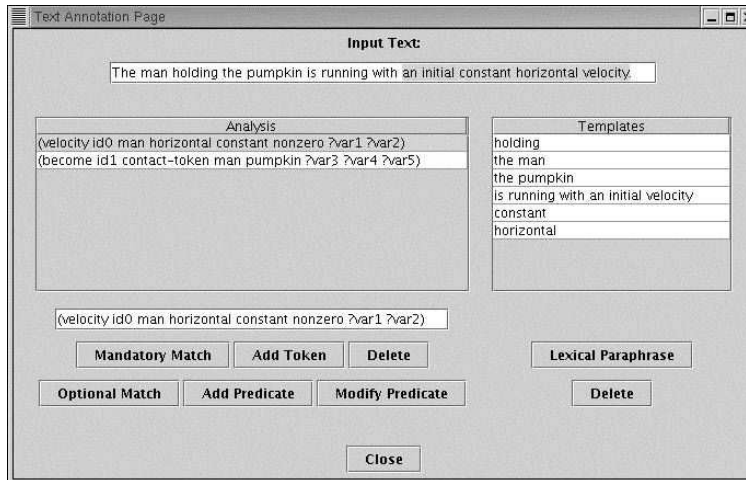 Text Annotation Page
Input Text:
The man holding the pumpkin is running with an initial constant horizontal velocity.
Analysis
(velocity id0 man horizontal constant nonzero ?var1 ?var2)
(become id1 contact-token man pumpkin ?var3 ?var4 ?var5)
Templates
holding
the man
the pumpkin
is running with an initial velocity
constant
horizontal
(velocity id0 man horizontal constant nonzero ?var1 ?var2)
Mandatory Match Add Token Delete Lexical Paraphrase
Optional Match Add Predicate Modify Predicate Delete
Close